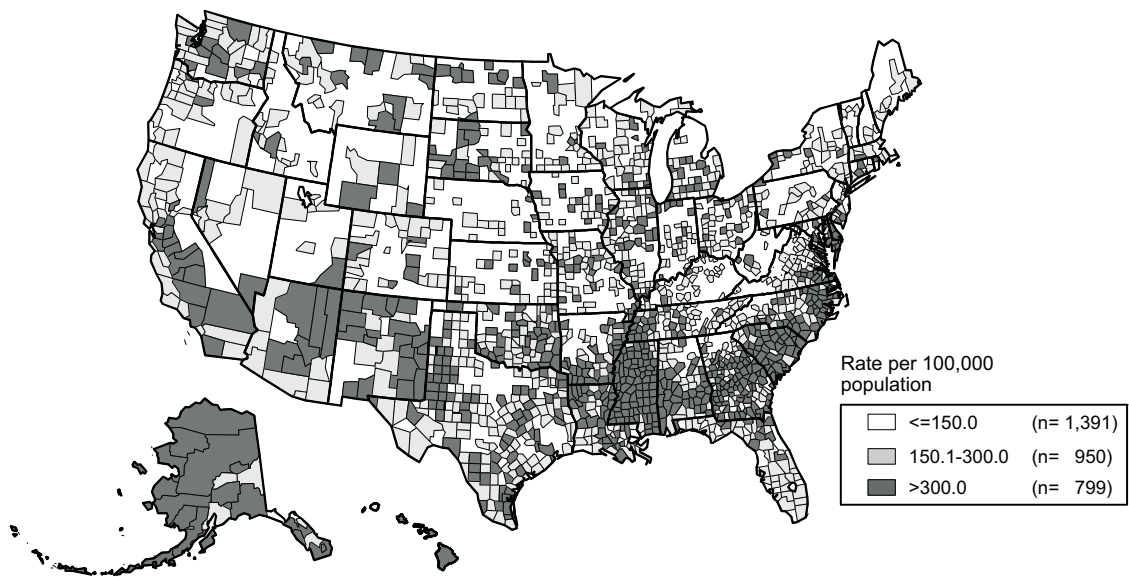 Rate per 100,000
population
<=150.0 (n= 1,391)
150.1-300.0 (n= 950)
>300.0 (n= 799)